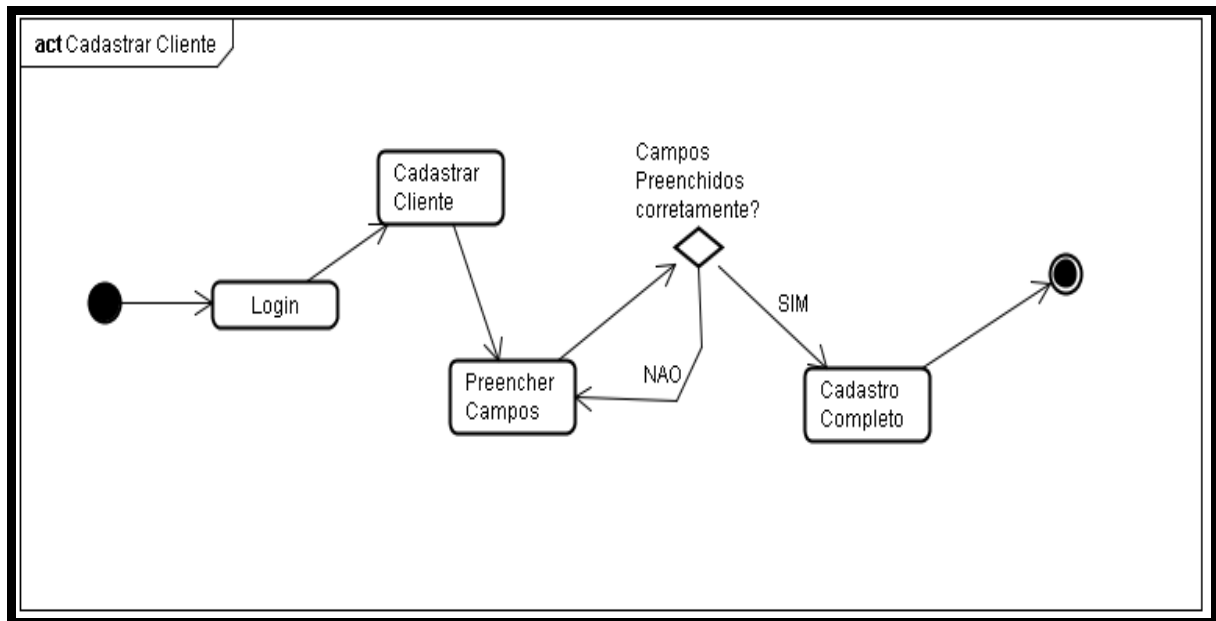 act Cadastrar Cliente
Cadastrar
Cliente
Campos
Preenchidos
corretamente?
Login
SIM
NAO
Preencher
Campos
Cadastro
Completo